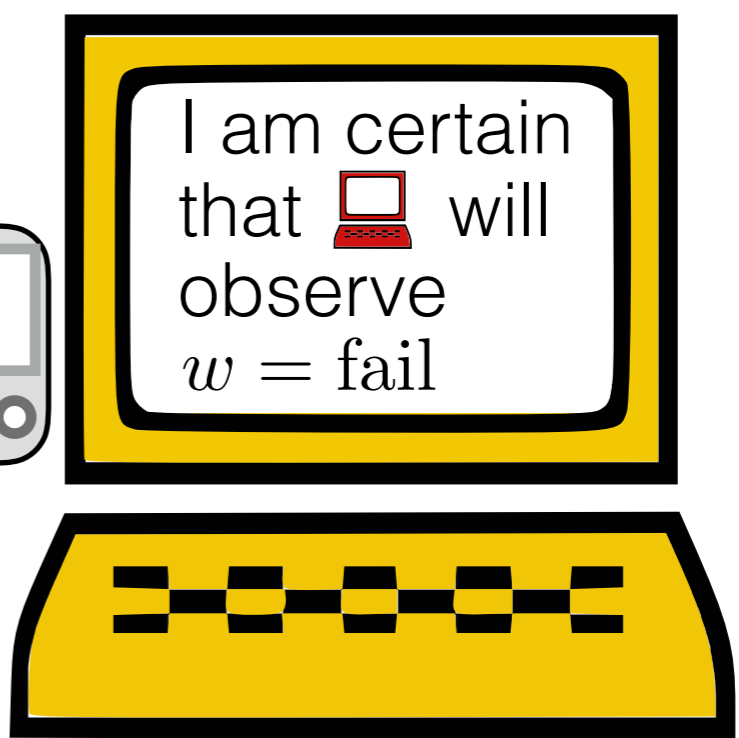 I am certain
that will
observe
w = fail